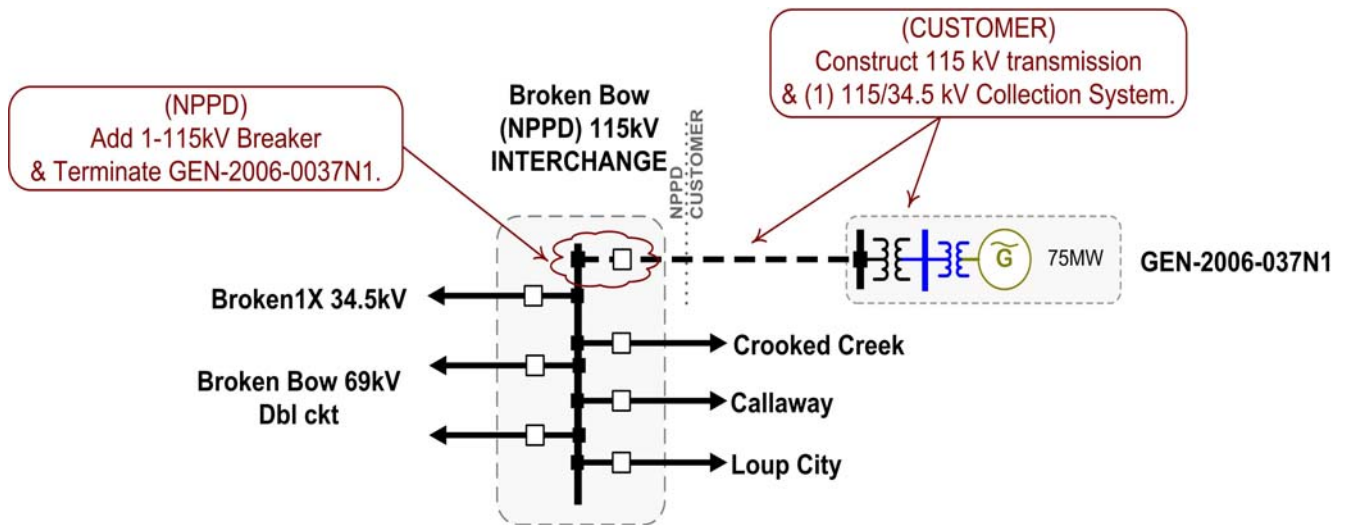 (CUSTOMER)
Construct 115 kV transmission
& (1) 115/34.5 kV Collection System.
(NPPD)
Add 1-115kV Breaker
& Terminate GEN-2006-0037N1.
Broken Bow
(NPPD) 115kV
INTERCHANGE
NPPD
CUSTOMER
G
75MW
GEN-2006-037N1
Broken1X 34.5kV
Crooked Creek
Broken Bow 69kV
Dbl ckt
Callaway
Loup City